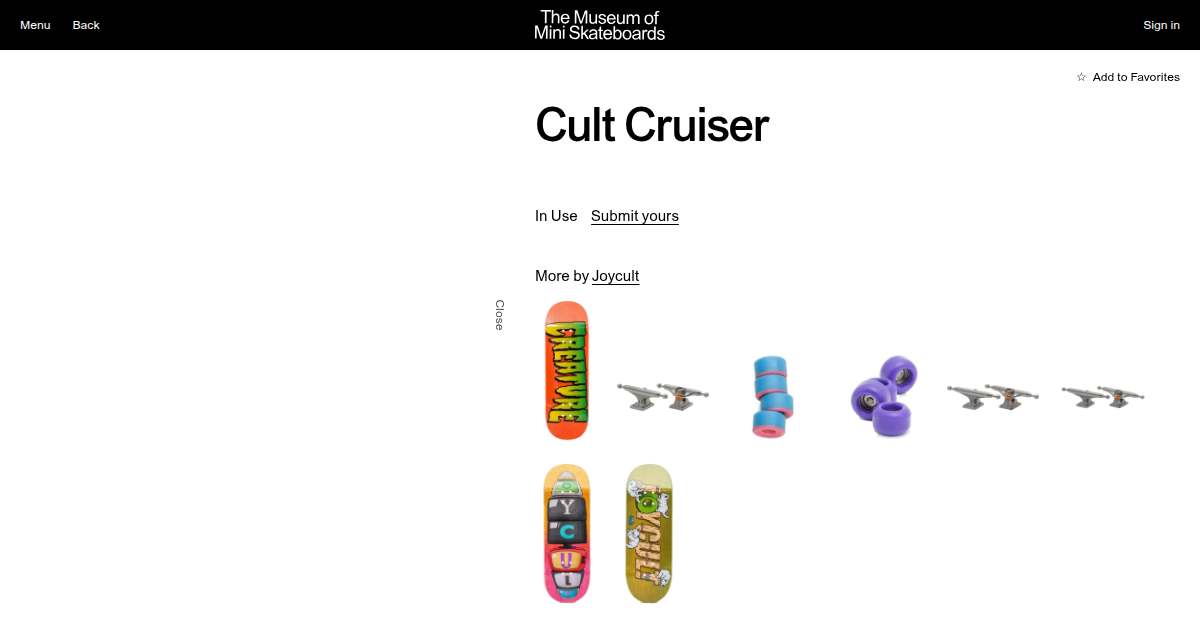 Menu
Back
The Museum of
Mini Skateboards
Sign in
☆ Add to Favorites
Cult Cruiser
In Use
Submit yours
More by Joycult
Close
CREATURE
JOYCULT